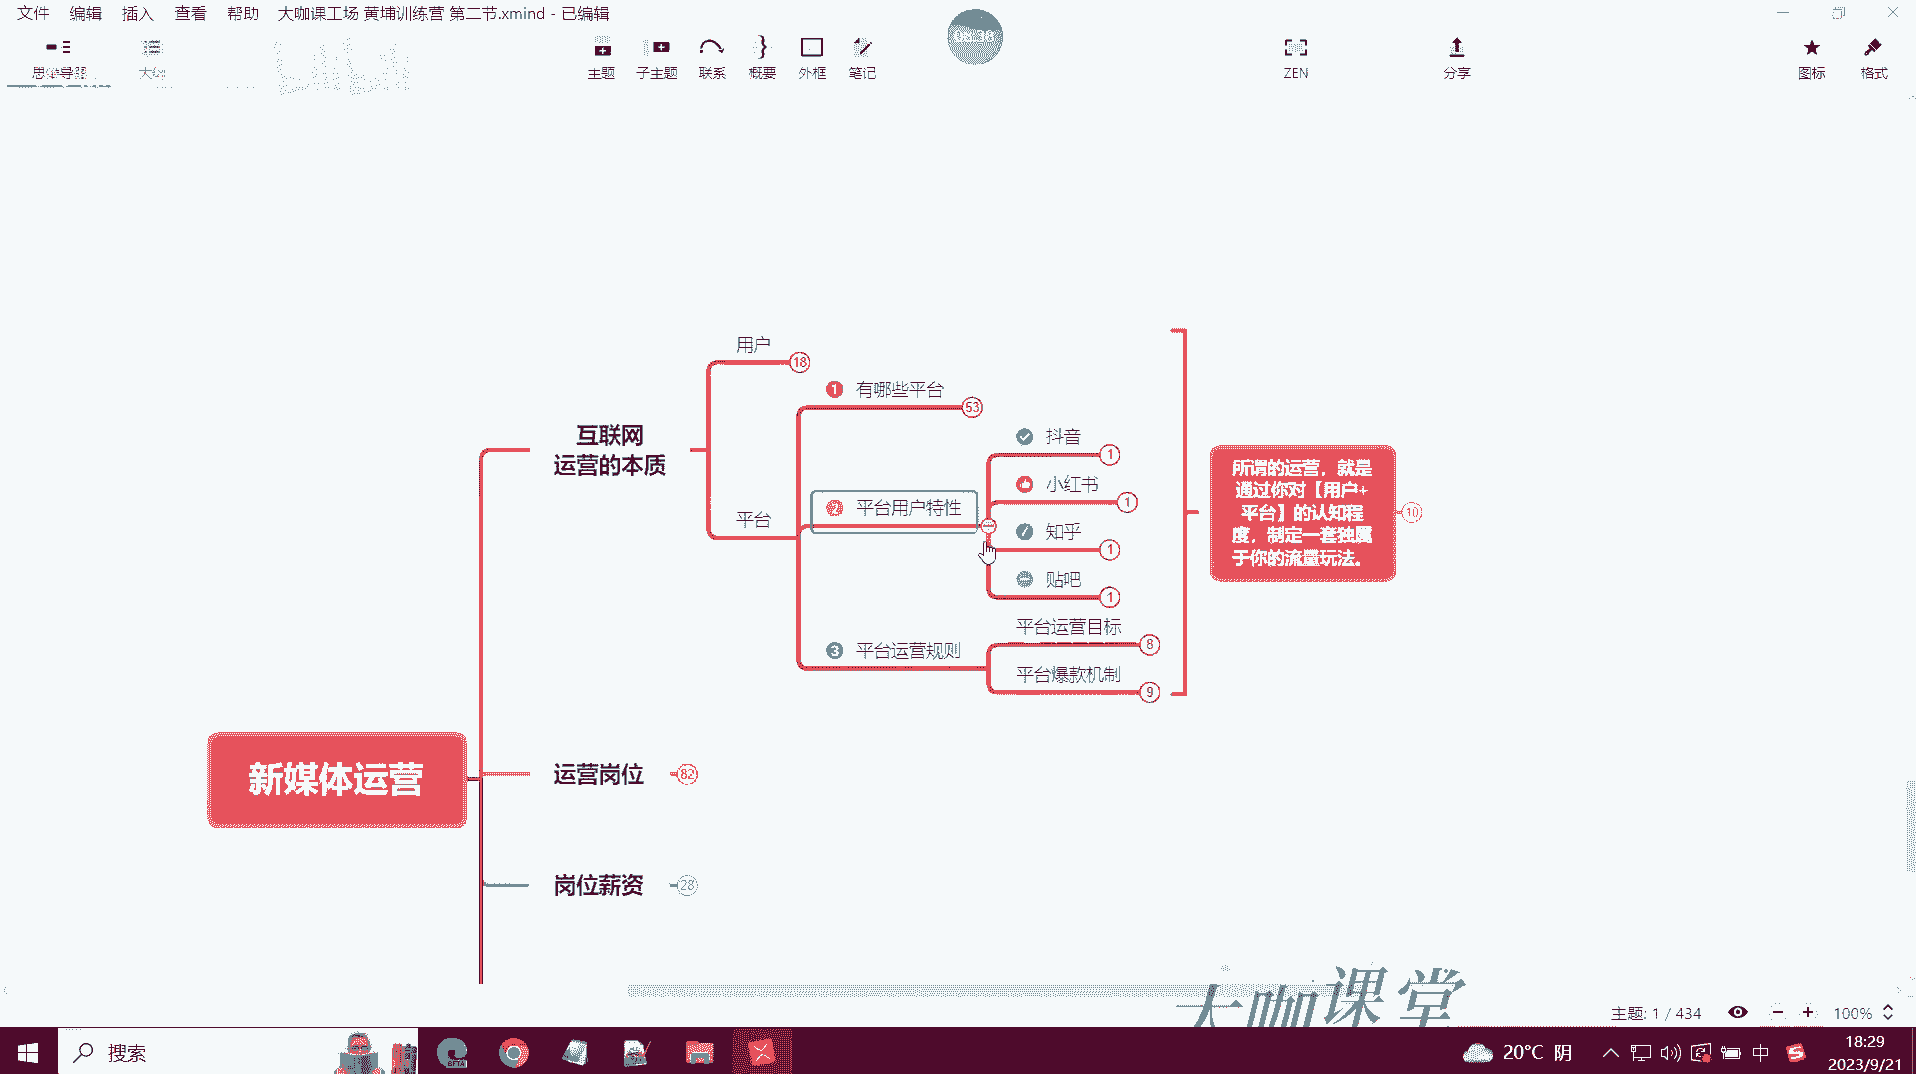 文件 编辑 插入 查看 帮助 大咖课工场 黄埔训练营 第二节.xmind - 已编辑
思维导图 大纲 主题 子主题 联系 概要 外框 笔记 ZEN 分享 图标 格式
用户 18
1 有哪些平台 53
抖音 1
互联网
运营的本质
小红书 1
平台
2 平台用户特性
知乎 1
贴吧 1
平台运营目标 8
3 平台运营规则
平台爆款机制 9
所谓的运营，就是
通过你对【用户+
平台】的认知程
度，制定一套独属
于你的流量玩法。
10
新媒体运营
运营岗位 82
岗位薪资 28
大咖课堂
主题: 1 / 434 100%
搜索
20°C 阴
中
18:29
2023/9/21